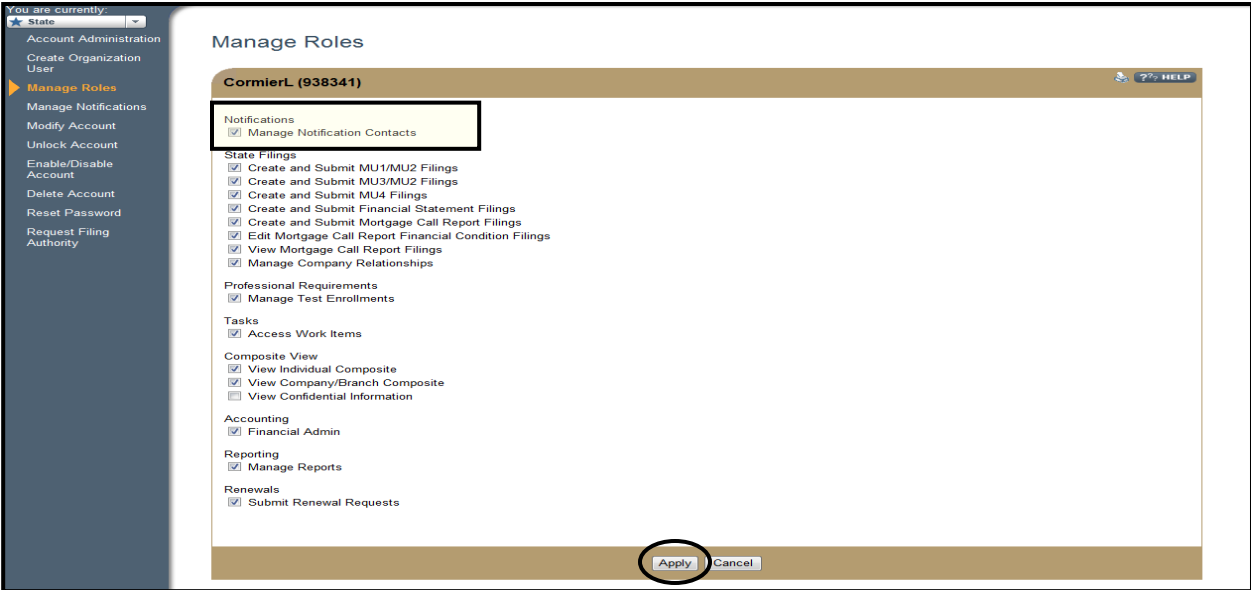 You are currently:
State
Account Administration
Create Organization
User
Manage Roles
Manage Notifications
Modify Account
Unlock Account
Enable/Disable
Account
Delete Account
Reset Password
Request Filing
Authority
Manage Roles
CormierL (938341)
??? HELP
Notifications
Manage Notification Contacts
State Filings
Create and Submit MU1/MU2 Filings
Create and Submit MU3/MU2 Filings
Create and Submit MU4 Filings
Create and Submit Financial Statement Filings
Create and Submit Mortgage Call Report Filings
Edit Mortgage Call Report Financial Condition Filings
View Mortgage Call Report Filings
Manage Company Relationships
Professional Requirements
Manage Test Enrollments
Tasks
Access Work Items
Composite View
View Individual Composite
View Company/Branch Composite
View Confidential Information
Accounting
Financial Admin
Reporting
Manage Reports
Renewals
Submit Renewal Requests
Apply Cancel